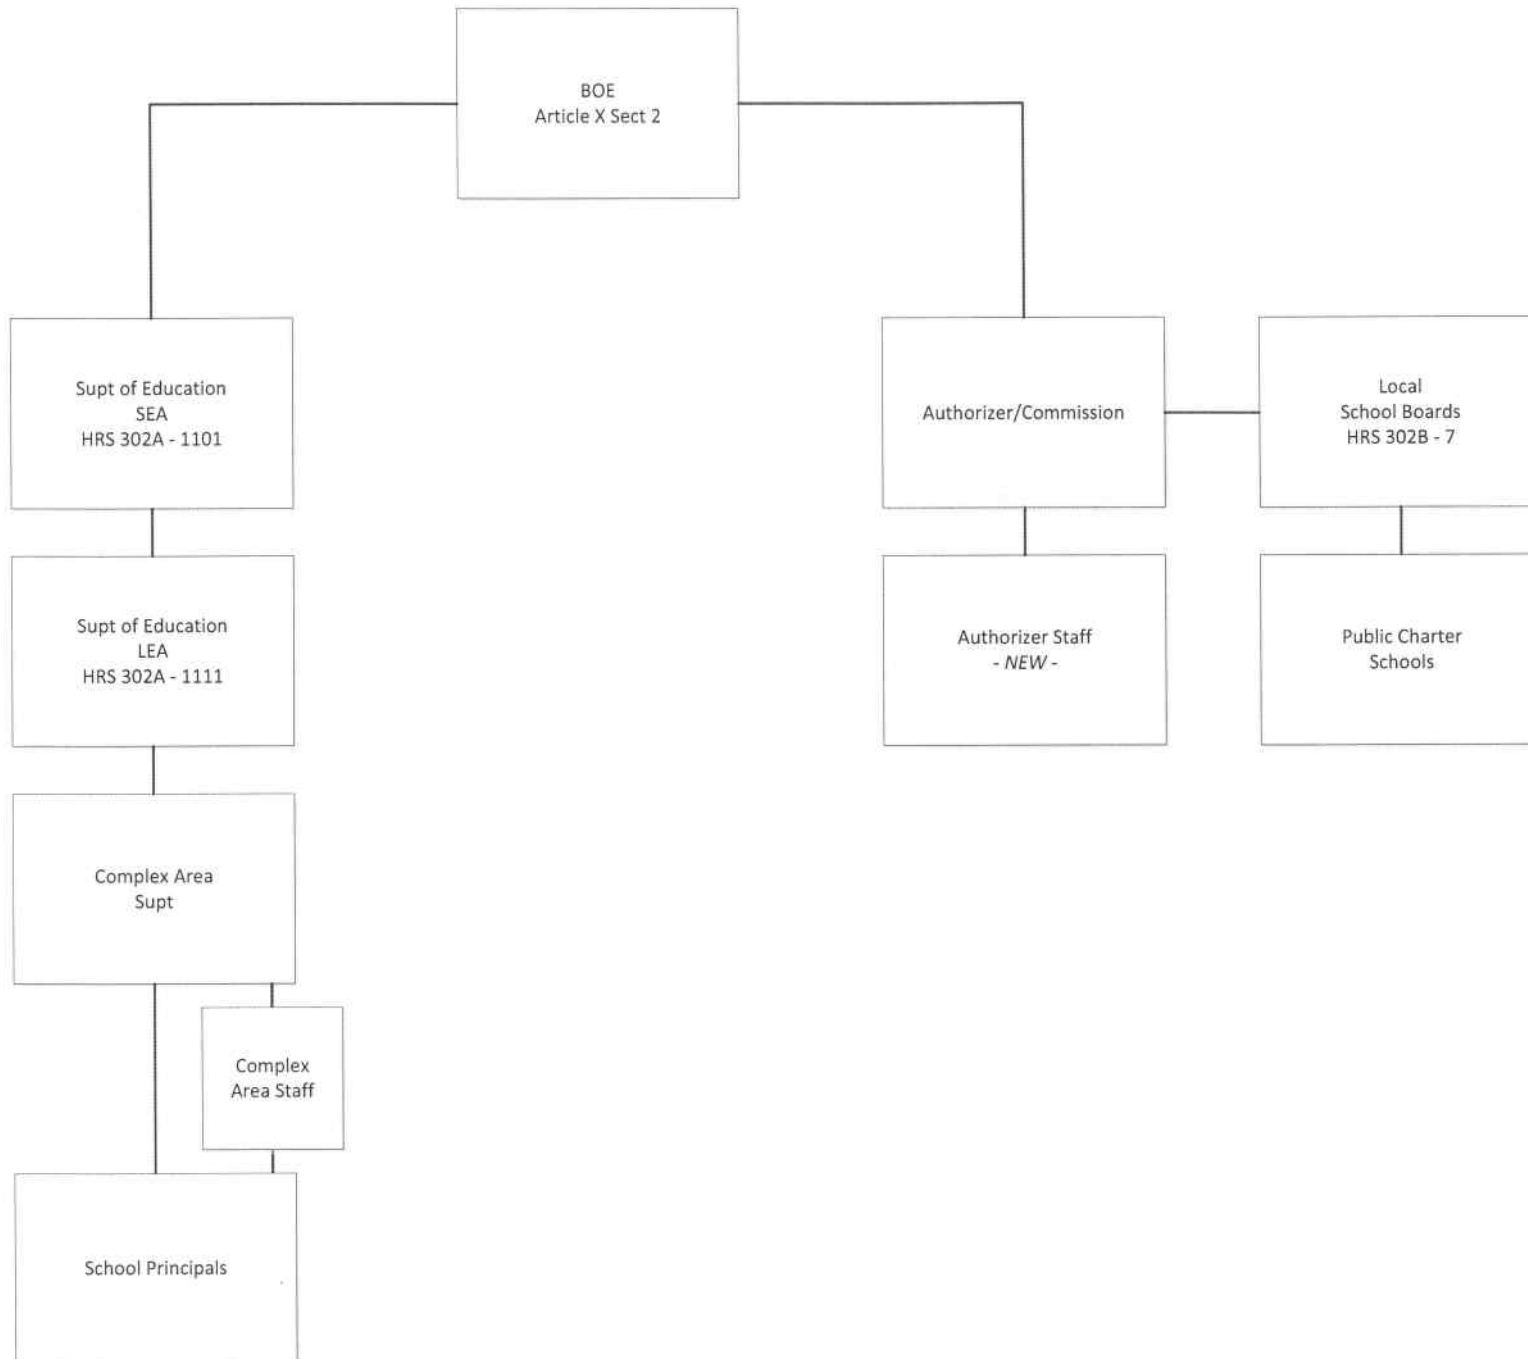 BOE
Article X Sect 2
Supt of Education
SEA
HRS 302A - 1101
Authorizer/Commission
Local
School Boards
HRS 302B - 7
Supt of Education
LEA
HRS 302A - 1111
Authorizer Staff
- NEW -
Public Charter
Schools
Complex Area
Supt
Complex
Area Staff
School Principals